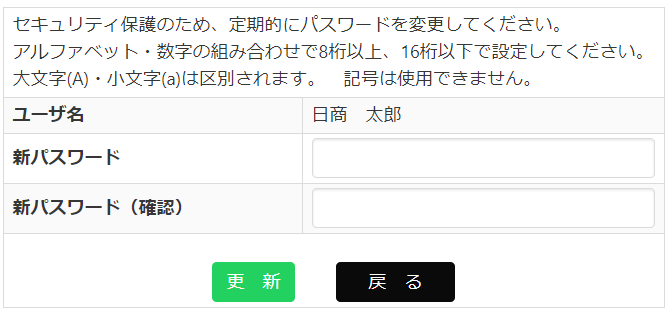 セキュリティ保護のため、定期的にパスワードを変更してください。
アルファベット・数字の組み合わせで8桁以上、16桁以下で設定してください。
大文字(A)・小文字(a)は区別されます。　記号は使用できません。
ユーザ名　日商　太郎
新パスワード
新パスワード（確認）
更　新　戻　る